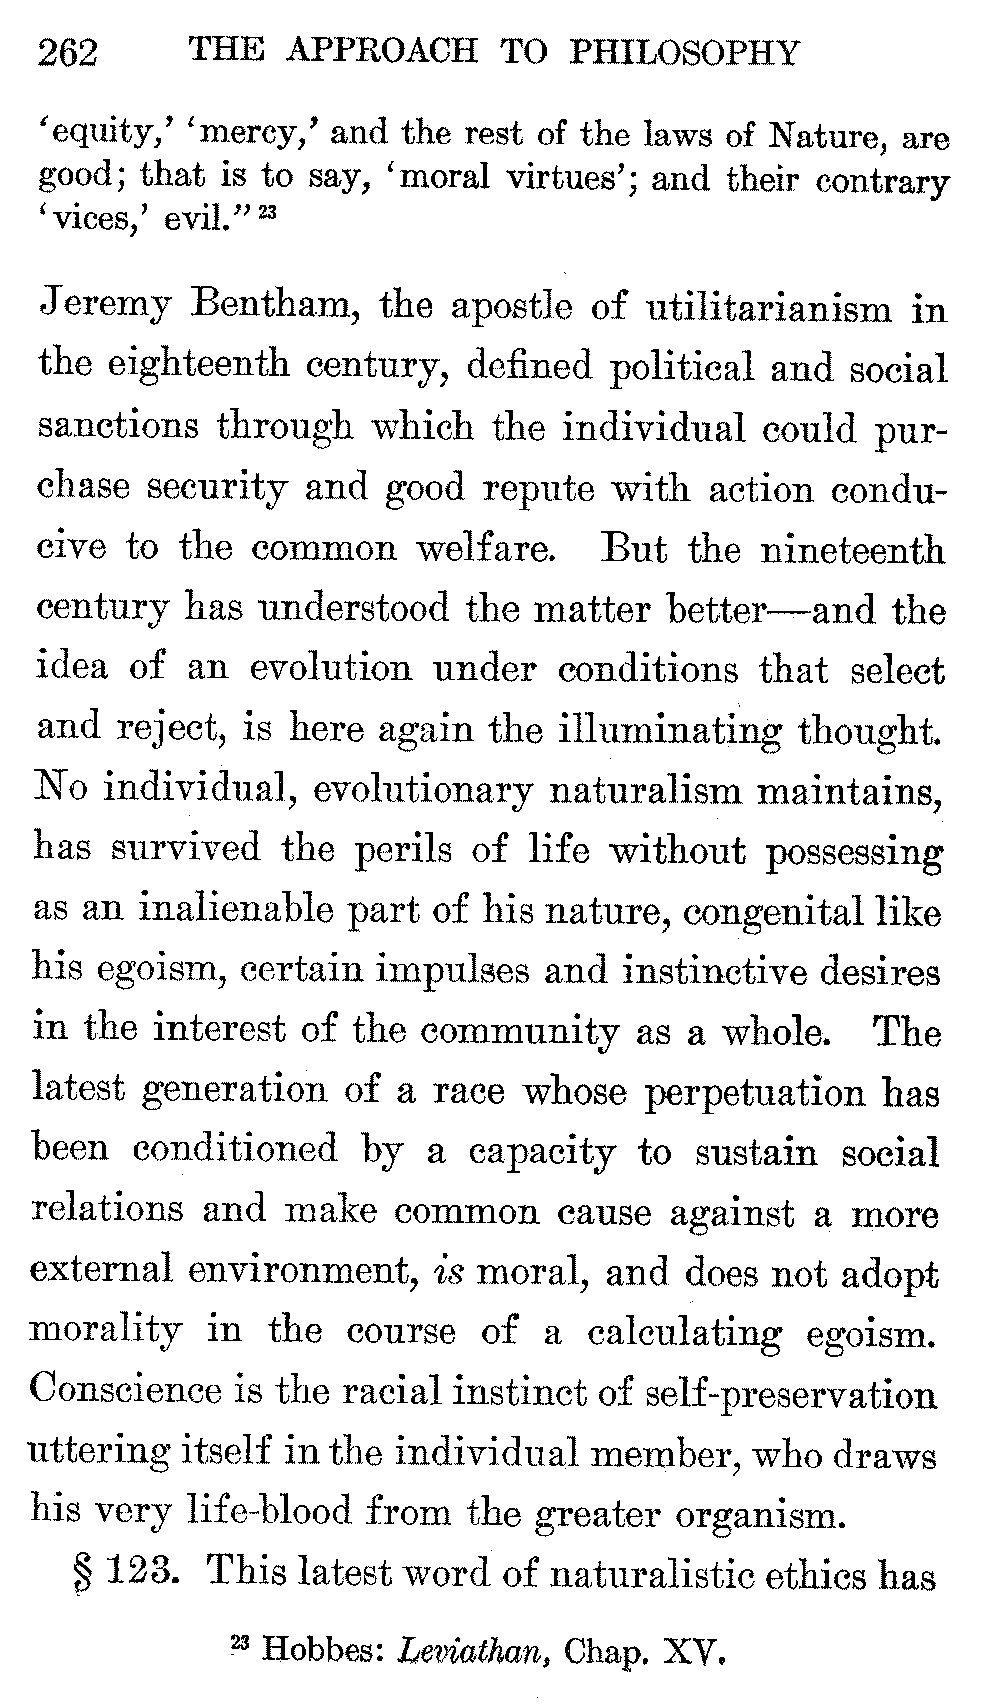 262 THE APPROACH TO PHILOSOPHY
‘equity,’ ‘mercy,’ and the rest of the laws of Nature, are
good; that is to say, ‘moral virtues’; and their contrary
‘vices,’ evil.” 23
Jeremy Bentham, the apostle of utilitarianism in
the eighteenth century, defined political and social
sanctions through which the individual could pur-
chase security and good repute with action condu-
cive to the common welfare. But the nineteenth
century has understood the matter better—and the
idea of an evolution under conditions that select
and reject, is here again the illuminating thought.
No individual, evolutionary naturalism maintains,
has survived the perils of life without possessing
as an inalienable part of his nature, congenital like
his egoism, certain impulses and instinctive desires
in the interest of the community as a whole. The
latest generation of a race whose perpetuation has
been conditioned by a capacity to sustain social
relations and make common cause against a more
external environment, is moral, and does not adopt
morality in the course of a calculating egoism.
Conscience is the racial instinct of self-preservation
uttering itself in the individual member, who draws
his very life-blood from the greater organism.
§ 123. This latest word of naturalistic ethics has
23 Hobbes: Leviathan, Chap. XV.